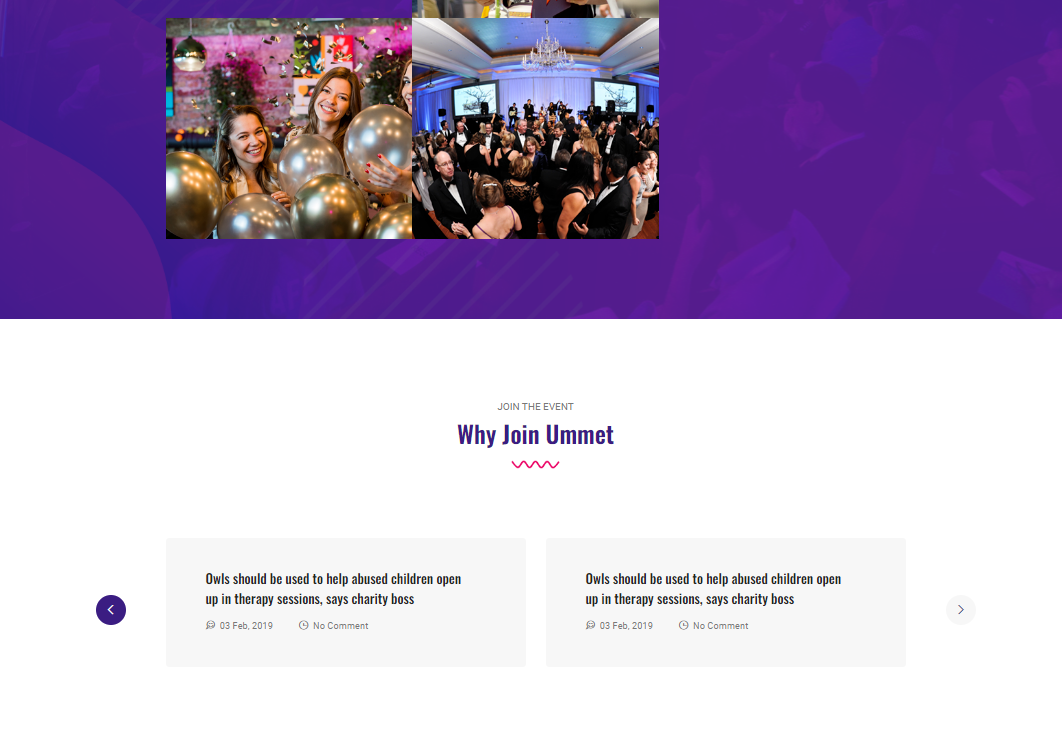 JOIN THE EVENT
Why Join Ummet
Owls should be used to help abused children open
up in therapy sessions, says charity boss
03 Feb, 2019 No Comment
Owls should be used to help abused children open
up in therapy sessions, says charity boss
03 Feb, 2019 No Comment